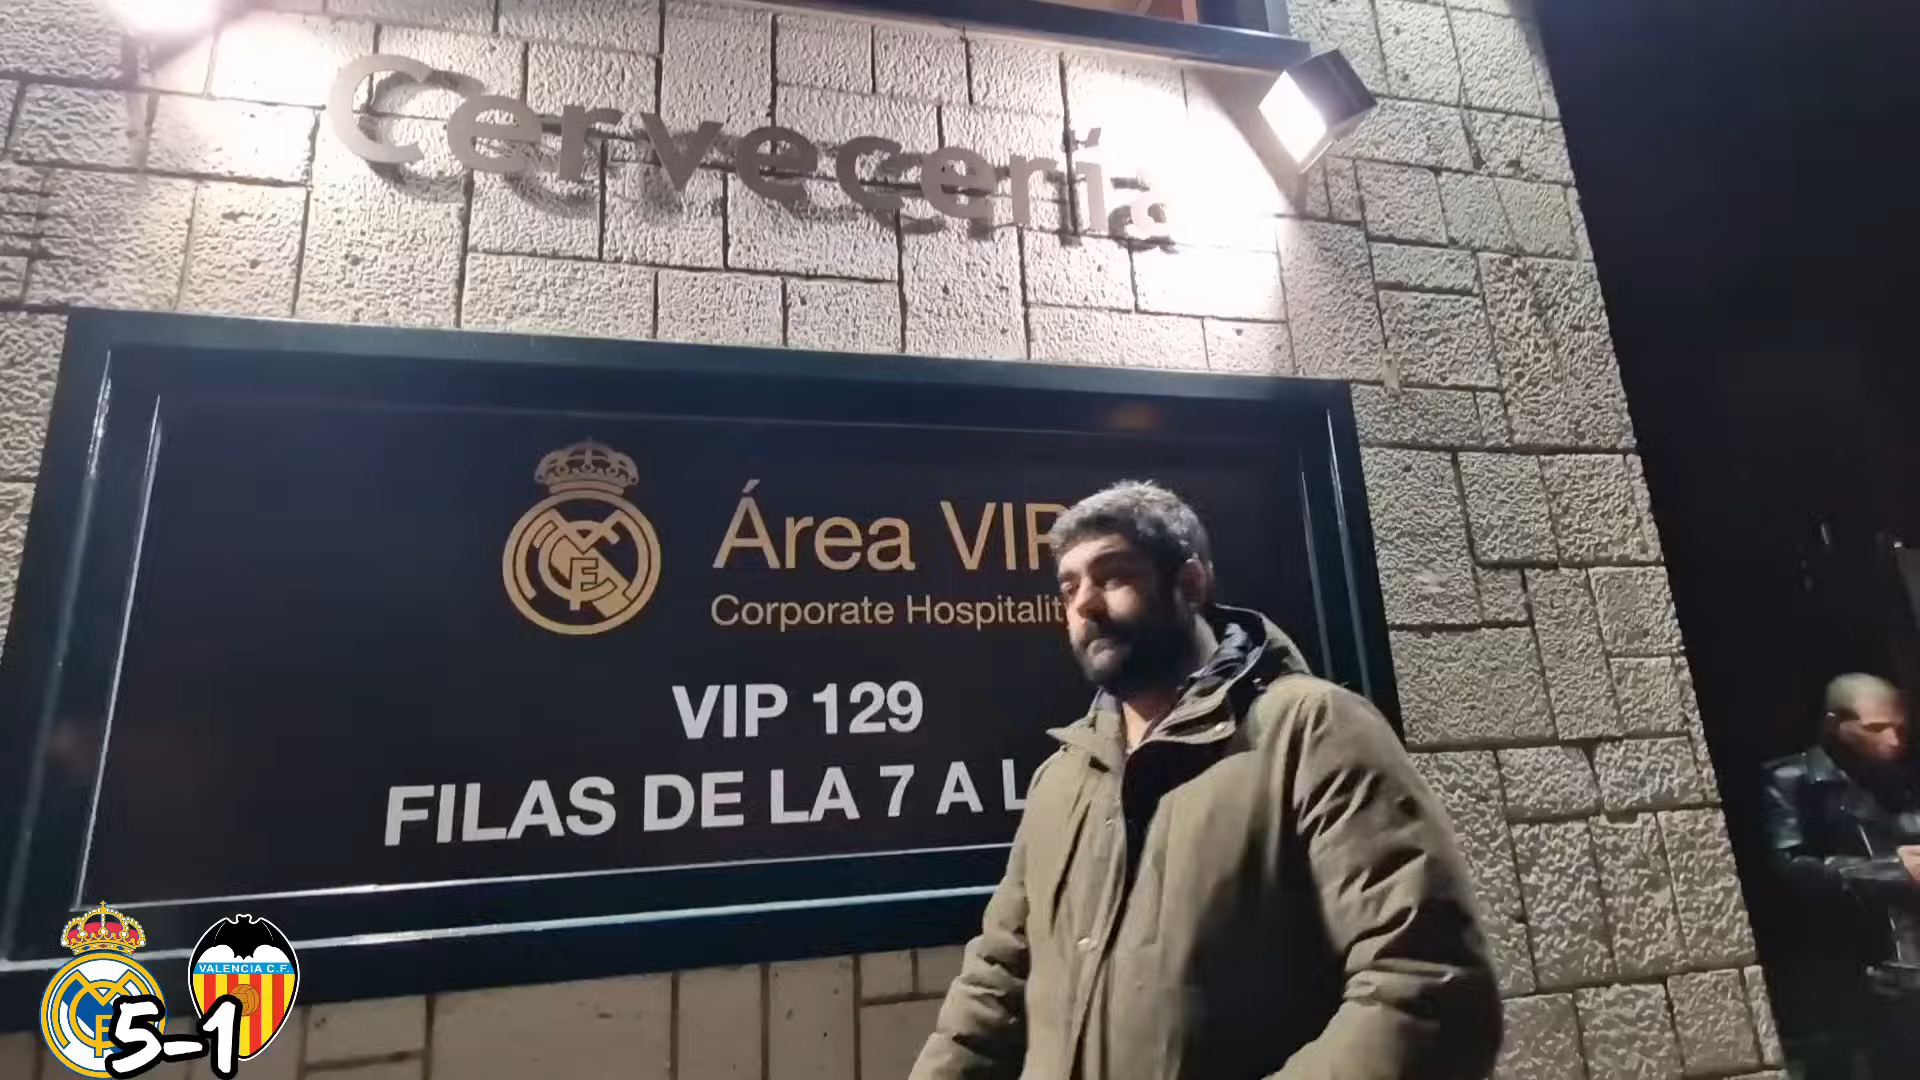 Cervecería
Área VIP
Corporate Hospitalit
VIP 129
FILAS DE LA 7 A L
VALENCIA C.F.
5-1